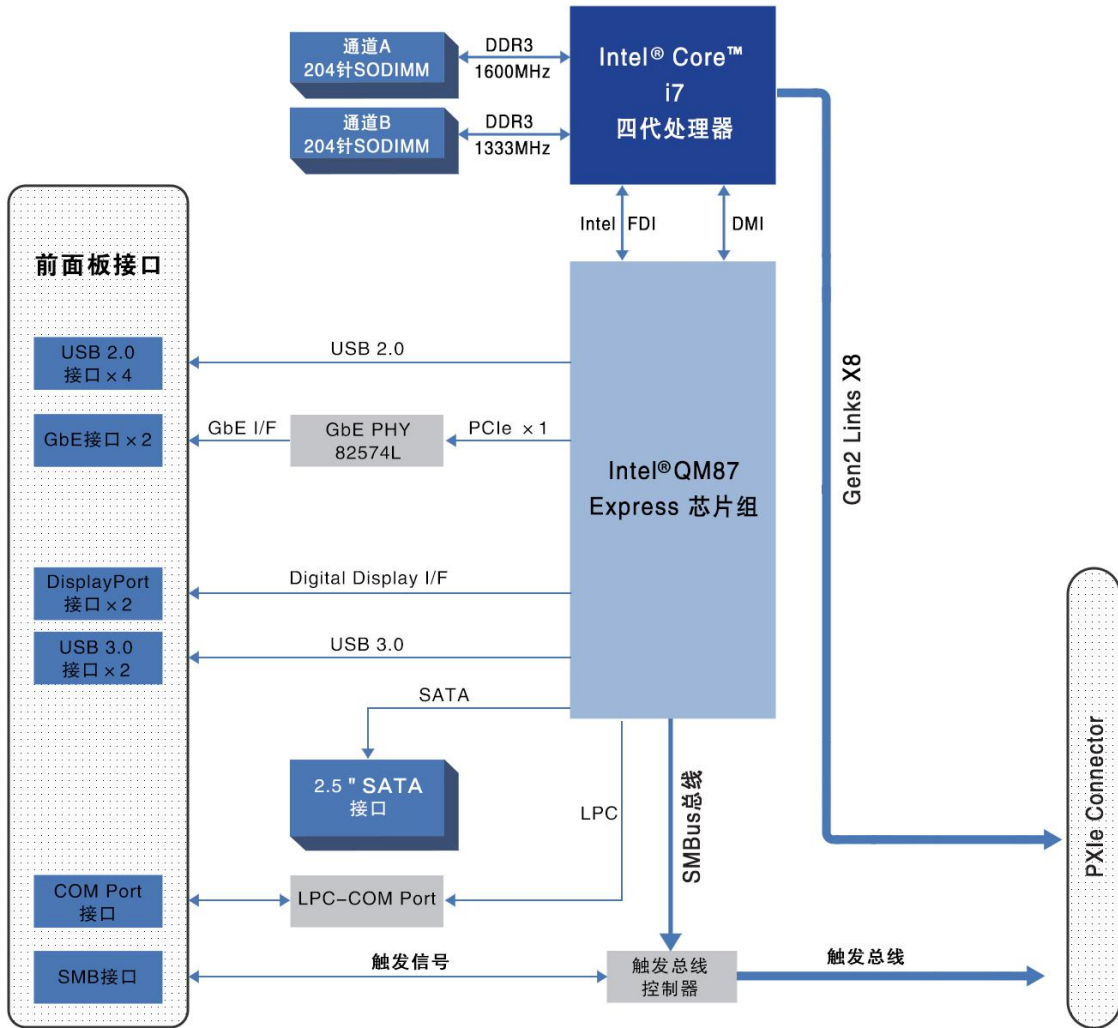 通道A
204针SODIMM
DDR3
1600MHz
Intel® Core™
i7
四代处理器
通道B
204针SODIMM
DDR3
1333MHz
Intel FDI
DMI
前面板接口
USB 2.0
接口×4
USB 2.0
GbE接口×2
GbE I/F
GbE PHY
82574L
PCIe ×1
Intel®QM87
Express 芯片组
Gen2 Links X8
DisplayPort
接口×2
Digital Display I/F
USB 3.0
接口×2
USB 3.0
SATA
2.5"SATA
接口
LPC
SMBus总线
PXIe Connector
COM Port
接口
LPC-COM Port
SMB接口
触发信号
触发总线
控制器
触发总线